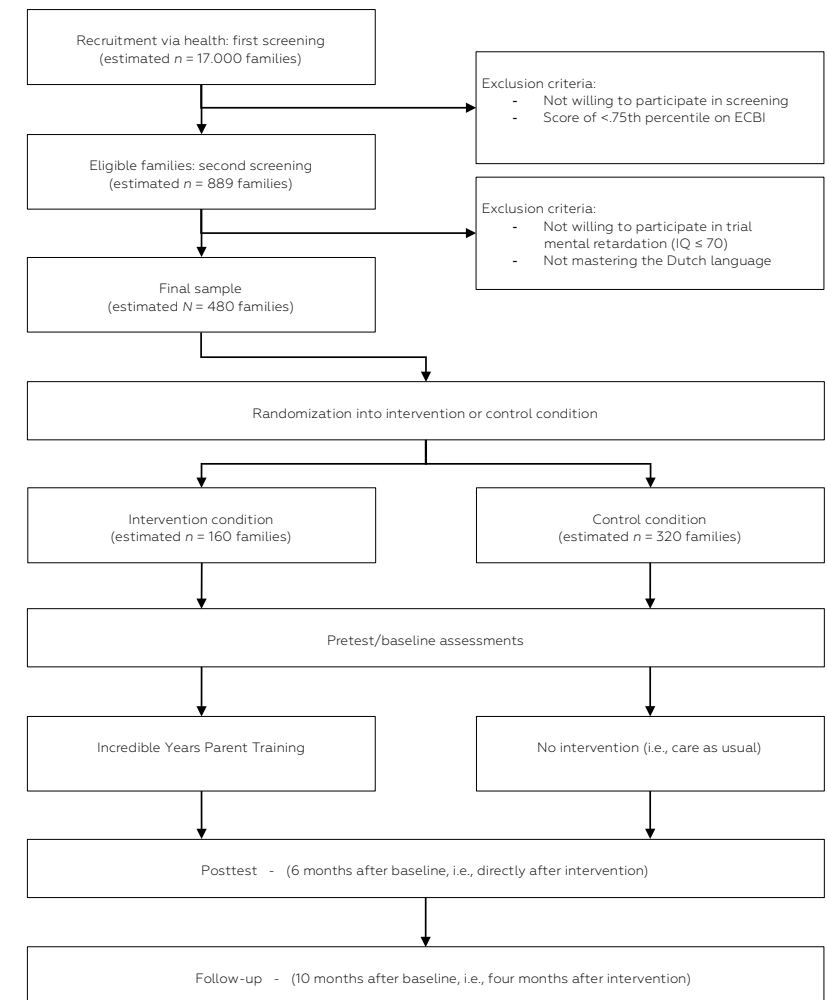 Recruitment via health: first screening
(estimated n = 17.000 families)
Exclusion criteria:
- Not willing to participate in screening
- Score of <.75th percentile on ECBI
Eligible families: second screening
(estimated n = 889 families)
Exclusion criteria:
- Not willing to participate in trial
mental retardation (IQ ≤ 70)
- Not mastering the Dutch language
Final sample
(estimated N = 480 families)
Randomization into intervention or control condition
Intervention condition
(estimated n = 160 families)
Control condition
(estimated n = 320 families)
Pretest/baseline assessments
Incredible Years Parent Training
No intervention (i.e., care as usual)
Posttest - (6 months after baseline, i.e., directly after intervention)
Follow-up - (10 months after baseline, i.e., four months after intervention)